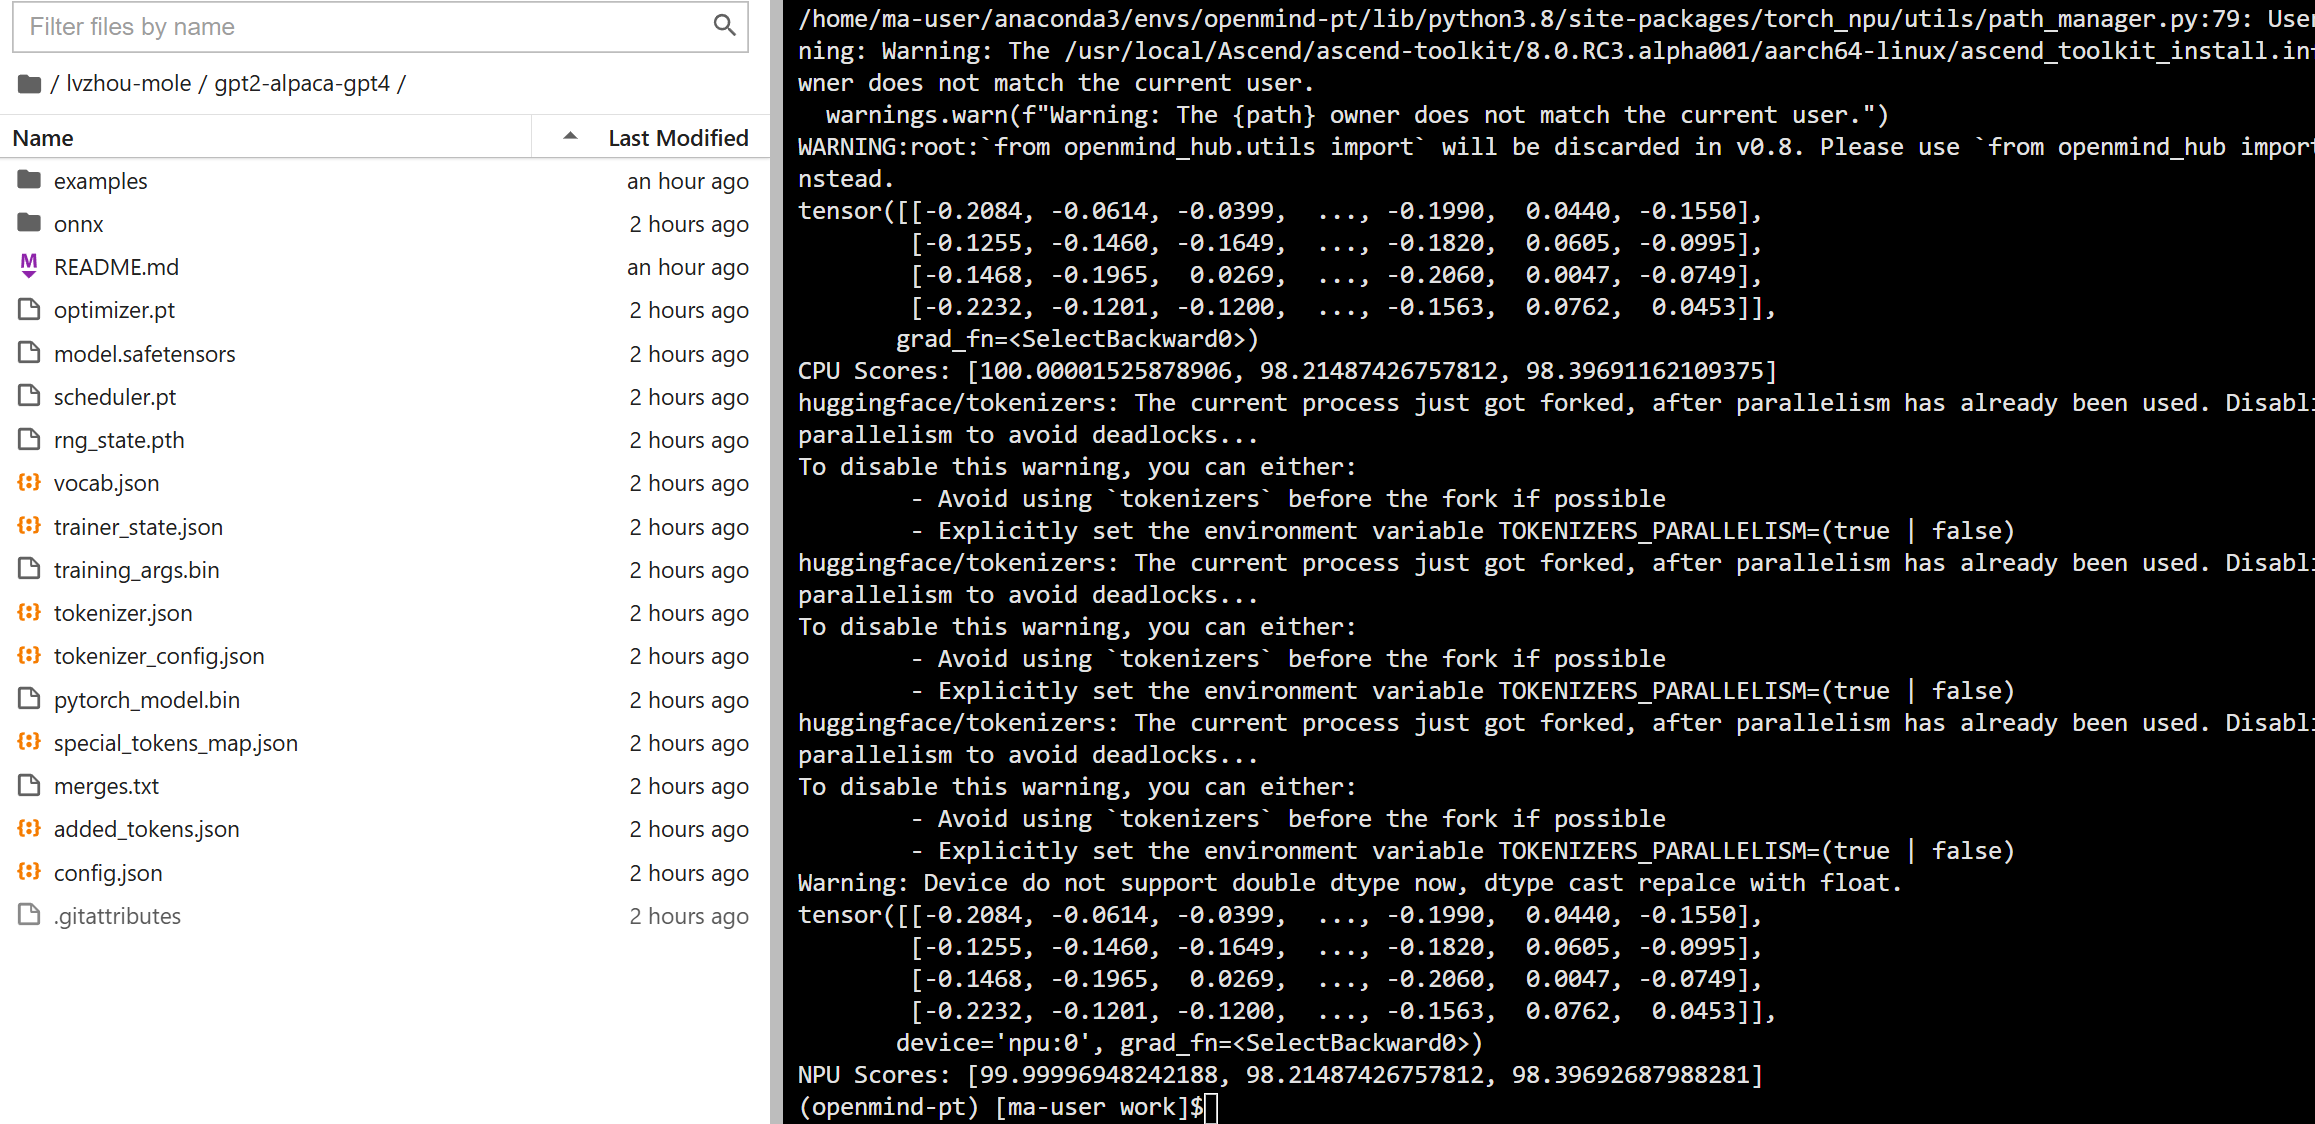 Filter files by name
/ lvzhou-mole / gpt2-alpaca-gpt4 /
Name Last Modified
examples an hour ago
onnx 2 hours ago
README.md an hour ago
optimizer.pt 2 hours ago
model.safetensors 2 hours ago
scheduler.pt 2 hours ago
rng_state.pth 2 hours ago
vocab.json 2 hours ago
trainer_state.json 2 hours ago
training_args.bin 2 hours ago
tokenizer.json 2 hours ago
tokenizer_config.json 2 hours ago
pytorch_model.bin 2 hours ago
special_tokens_map.json 2 hours ago
merges.txt 2 hours ago
added_tokens.json 2 hours ago
config.json 2 hours ago
.gitattributes 2 hours ago
/home/ma-user/anaconda3/envs/openmind-pt/lib/python3.8/site-packages/torch_npu/utils/path_manager.py:79: User
ning: Warning: The /usr/local/Ascend/ascend-toolkit/8.0.RC3.alpha001/aarch64-linux/ascend_toolkit_install.inf
wner does not match the current user.
  warnings.warn(f"Warning: The {path} owner does not match the current user.")
WARNING:root:`from openmind_hub.utils import` will be discarded in v0.8. Please use `from openmind_hub import
nstead.
tensor([[-0.2084, -0.0614, -0.0399,  ..., -0.1990,  0.0440, -0.1550],
        [-0.1255, -0.1460, -0.1649,  ..., -0.1820,  0.0605, -0.0995],
        [-0.1468, -0.1965,  0.0269,  ..., -0.2060,  0.0047, -0.0749],
        [-0.2232, -0.1201, -0.1200,  ..., -0.1563,  0.0762,  0.0453]],
       grad_fn=<SelectBackward0>)
CPU Scores: [100.00001525878906, 98.21487426757812, 98.39691162109375]
huggingface/tokenizers: The current process just got forked, after parallelism has already been used. Disabli
parallelism to avoid deadlocks...
To disable this warning, you can either:
        - Avoid using `tokenizers` before the fork if possible
        - Explicitly set the environment variable TOKENIZERS_PARALLELISM=(true | false)
huggingface/tokenizers: The current process just got forked, after parallelism has already been used. Disabli
parallelism to avoid deadlocks...
To disable this warning, you can either:
        - Avoid using `tokenizers` before the fork if possible
        - Explicitly set the environment variable TOKENIZERS_PARALLELISM=(true | false)
huggingface/tokenizers: The current process just got forked, after parallelism has already been used. Disabli
parallelism to avoid deadlocks...
To disable this warning, you can either:
        - Avoid using `tokenizers` before the fork if possible
        - Explicitly set the environment variable TOKENIZERS_PARALLELISM=(true | false)
Warning: Device do not support double dtype now, dtype cast repalce with float.
tensor([[-0.2084, -0.0614, -0.0399,  ..., -0.1990,  0.0440, -0.1550],
        [-0.1255, -0.1460, -0.1649,  ..., -0.1820,  0.0605, -0.0995],
        [-0.1468, -0.1965,  0.0269,  ..., -0.2060,  0.0047, -0.0749],
        [-0.2232, -0.1201, -0.1200,  ..., -0.1563,  0.0762,  0.0453]],
       device='npu:0', grad_fn=<SelectBackward0>)
NPU Scores: [99.99996948242188, 98.21487426757812, 98.39692687988281]
(openmind-pt) [ma-user work]$